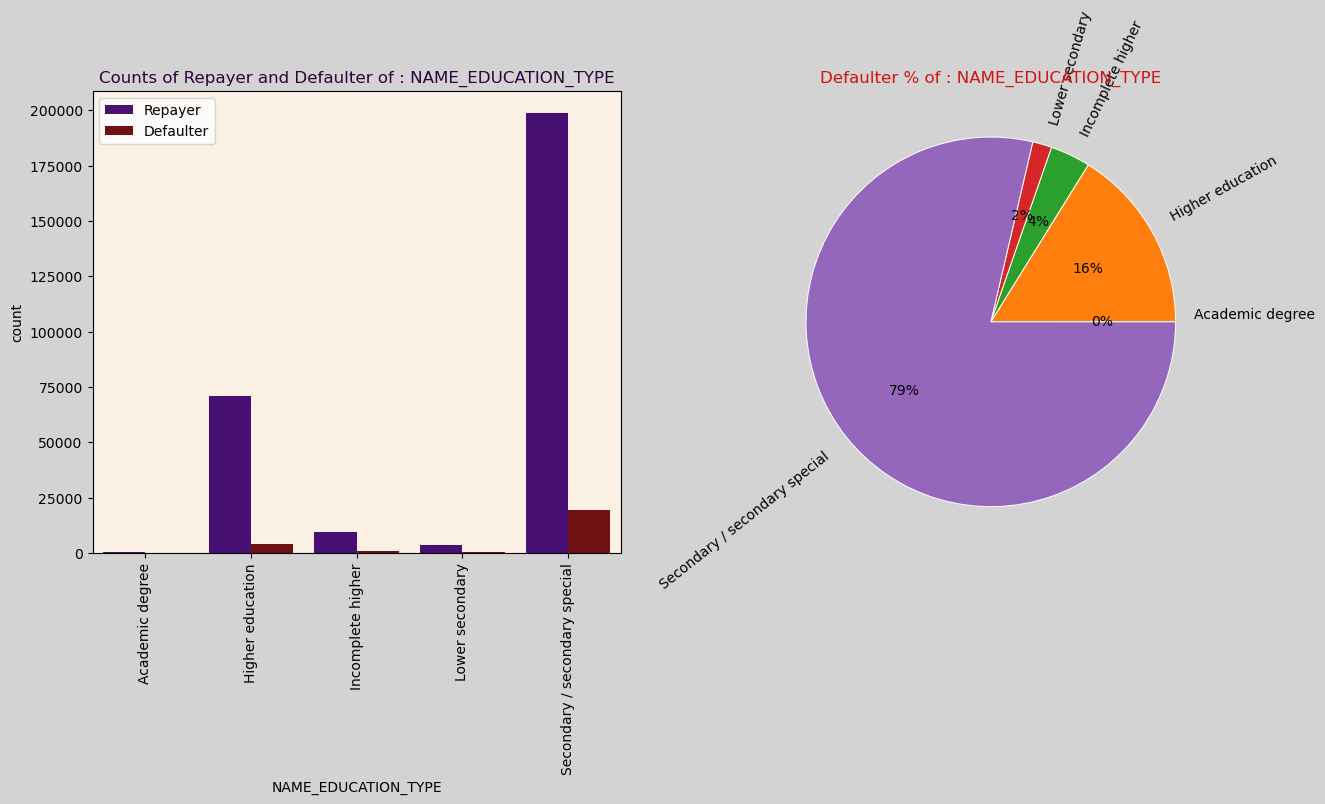 Counts of Repayer and Defaulter of : NAME_EDUCATION_TYPE
Repayer
Defaulter
200000
175000
150000
125000
100000
75000
50000
25000
0
count
Academic degree
Higher education
Incomplete higher
Lower secondary
Secondary / secondary special
NAME_EDUCATION_TYPE
Defaulter % of : NAME_EDUCATION_TYPE
Lower secondary
Incomplete higher
Higher education
Academic degree
Secondary / secondary special
2%
4%
16%
0%
79%